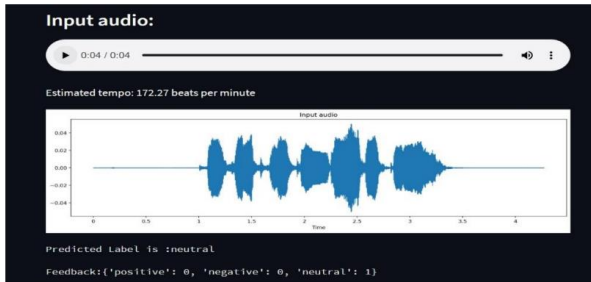 Input audio:
0:04 / 0:04
Estimated tempo: 172.27 beats per minute
Input audio
0.04
0.02
0.00
−0.02
−0.04
0 0.5 1 1.5 2 2.5 3 3.5 4
Time
Predicted Label is :neutral
Feedback:{'positive': 0, 'negative': 0, 'neutral': 1}